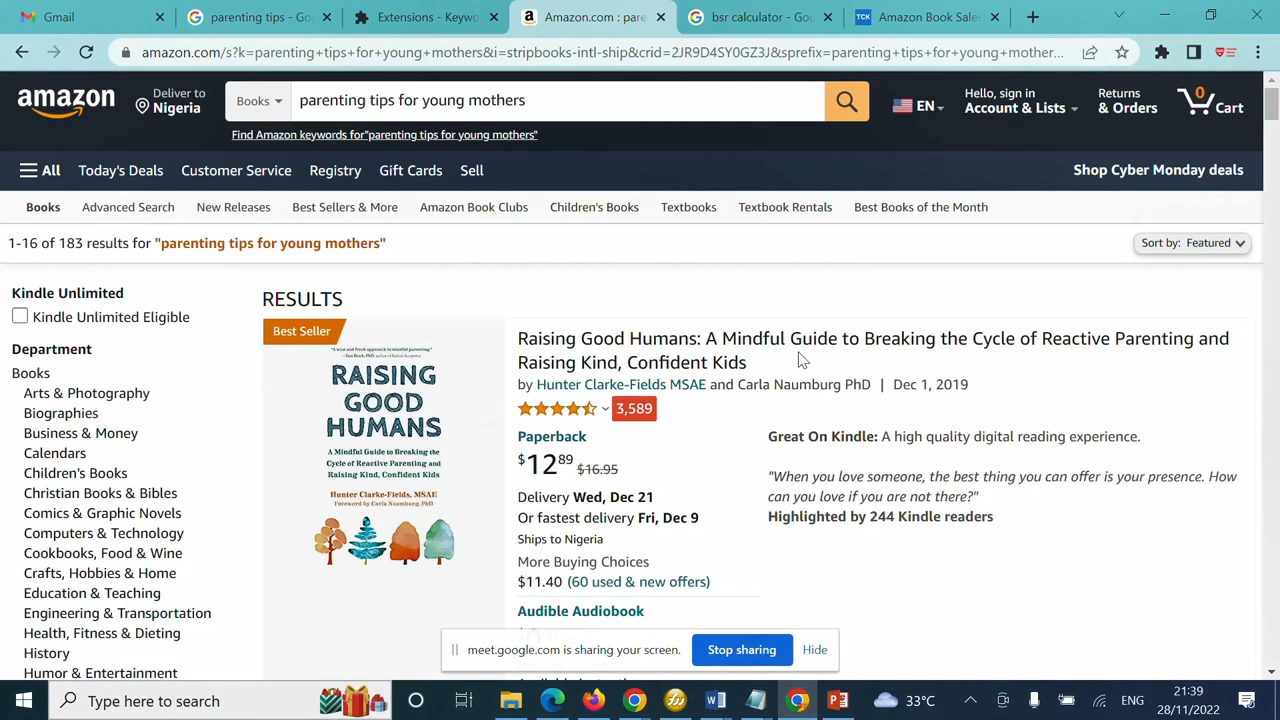 Gmail
parenting tips - Goo
Extensions - Keywo
Amazon.com : pare
bsr calculator - Goo
TCK
Amazon Book Sales
amazon.com/s?k=parenting+tips+for+young+mothers&i=stripbooks-intl-ship&crid=2JR9D4SY0GZ3J&sprefix=parenting+tips+for+young+mother...
amazon
Deliver to
Nigeria
Books
parenting tips for young mothers
EN
Hello, sign in
Account & Lists
Returns
& Orders
0
Cart
Find Amazon keywords for"parenting tips for young mothers"
All
Today's Deals
Customer Service
Registry
Gift Cards
Sell
Shop Cyber Monday deals
Books
Advanced Search
New Releases
Best Sellers & More
Amazon Book Clubs
Children's Books
Textbooks
Textbook Rentals
Best Books of the Month
1-16 of 183 results for "parenting tips for young mothers"
Sort by: Featured
Kindle Unlimited
Kindle Unlimited Eligible
Department
Books
Arts & Photography
Biographies
Business & Money
Calendars
Children's Books
Christian Books & Bibles
Comics & Graphic Novels
Computers & Technology
Cookbooks, Food & Wine
Crafts, Hobbies & Home
Education & Teaching
Engineering & Transportation
Health, Fitness & Dieting
History
Humor & Entertainment
RESULTS
Best Seller
RAISING
GOOD
HUMANS
A Mindful Guide to Breaking the
Cycle of Reactive Parenting and
Raising Kind, Confident Kids
Hunter Clarke-Fields, MSAE
Foreword by Carla Naumburg, PhD
Raising Good Humans: A Mindful Guide to Breaking the Cycle of Reactive Parenting and
Raising Kind, Confident Kids
by Hunter Clarke-Fields MSAE and Carla Naumburg PhD | Dec 1, 2019
3,589
Paperback
$12 89 $16.95
Delivery Wed, Dec 21
Or fastest delivery Fri, Dec 9
Ships to Nigeria
More Buying Choices
$11.40 (60 used & new offers)
Audible Audiobook
Great On Kindle: A high quality digital reading experience.
"When you love someone, the best thing you can offer is your presence. How
can you love if you are not there?"
Highlighted by 244 Kindle readers
meet.google.com is sharing your screen.
Stop sharing
Hide
Type here to search
33°C
ENG
21:39
28/11/2022